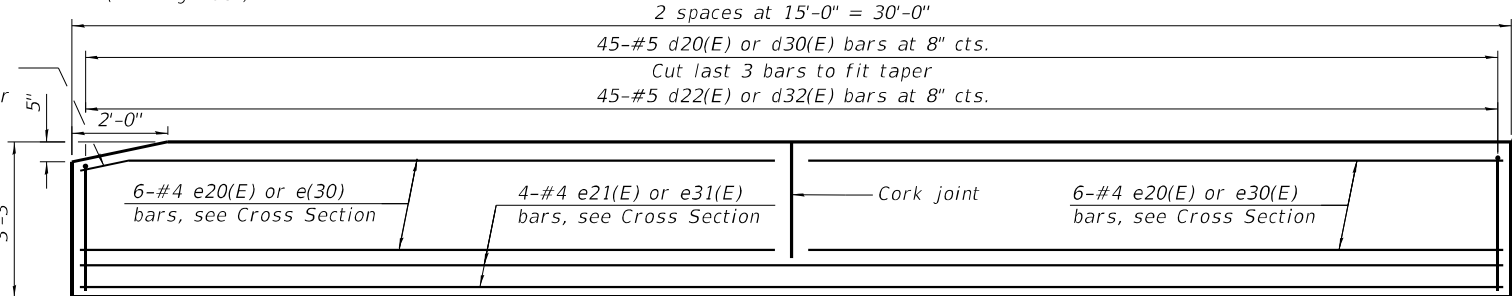 2 spaces at 15'-0" = 30'-0"
45-#5 d20(E) or d30(E) bars at 8" cts.
Cut last 3 bars to fit taper
45-#5 d22(E) or d32(E) bars at 8" cts.
r
5"
2'-0"
6-#4 e20(E) or e(30)
bars, see Cross Section
4-#4 e21(E) or e31(E)
bars, see Cross Section
Cork joint
6-#4 e20(E) or e30(E)
bars, see Cross Section